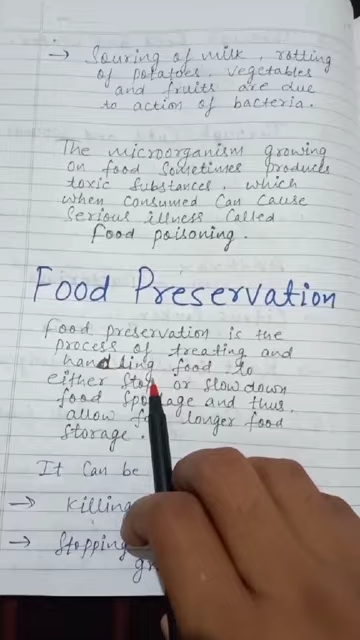 → Souring of milk, rotting
of potatoes, vegetables
and fruits are due
to action of bacteria.
The microorganism growing
on food sometimes products
toxic substances, which
when consumed can cause
serious illness called
food poisoning.
Food Preservation
Food preservation is the
process of treating and
handling food to
either stop or slowdown
food spoilage and thus
allow for longer food
storage.
It can be
→ Killing
→ Stopping